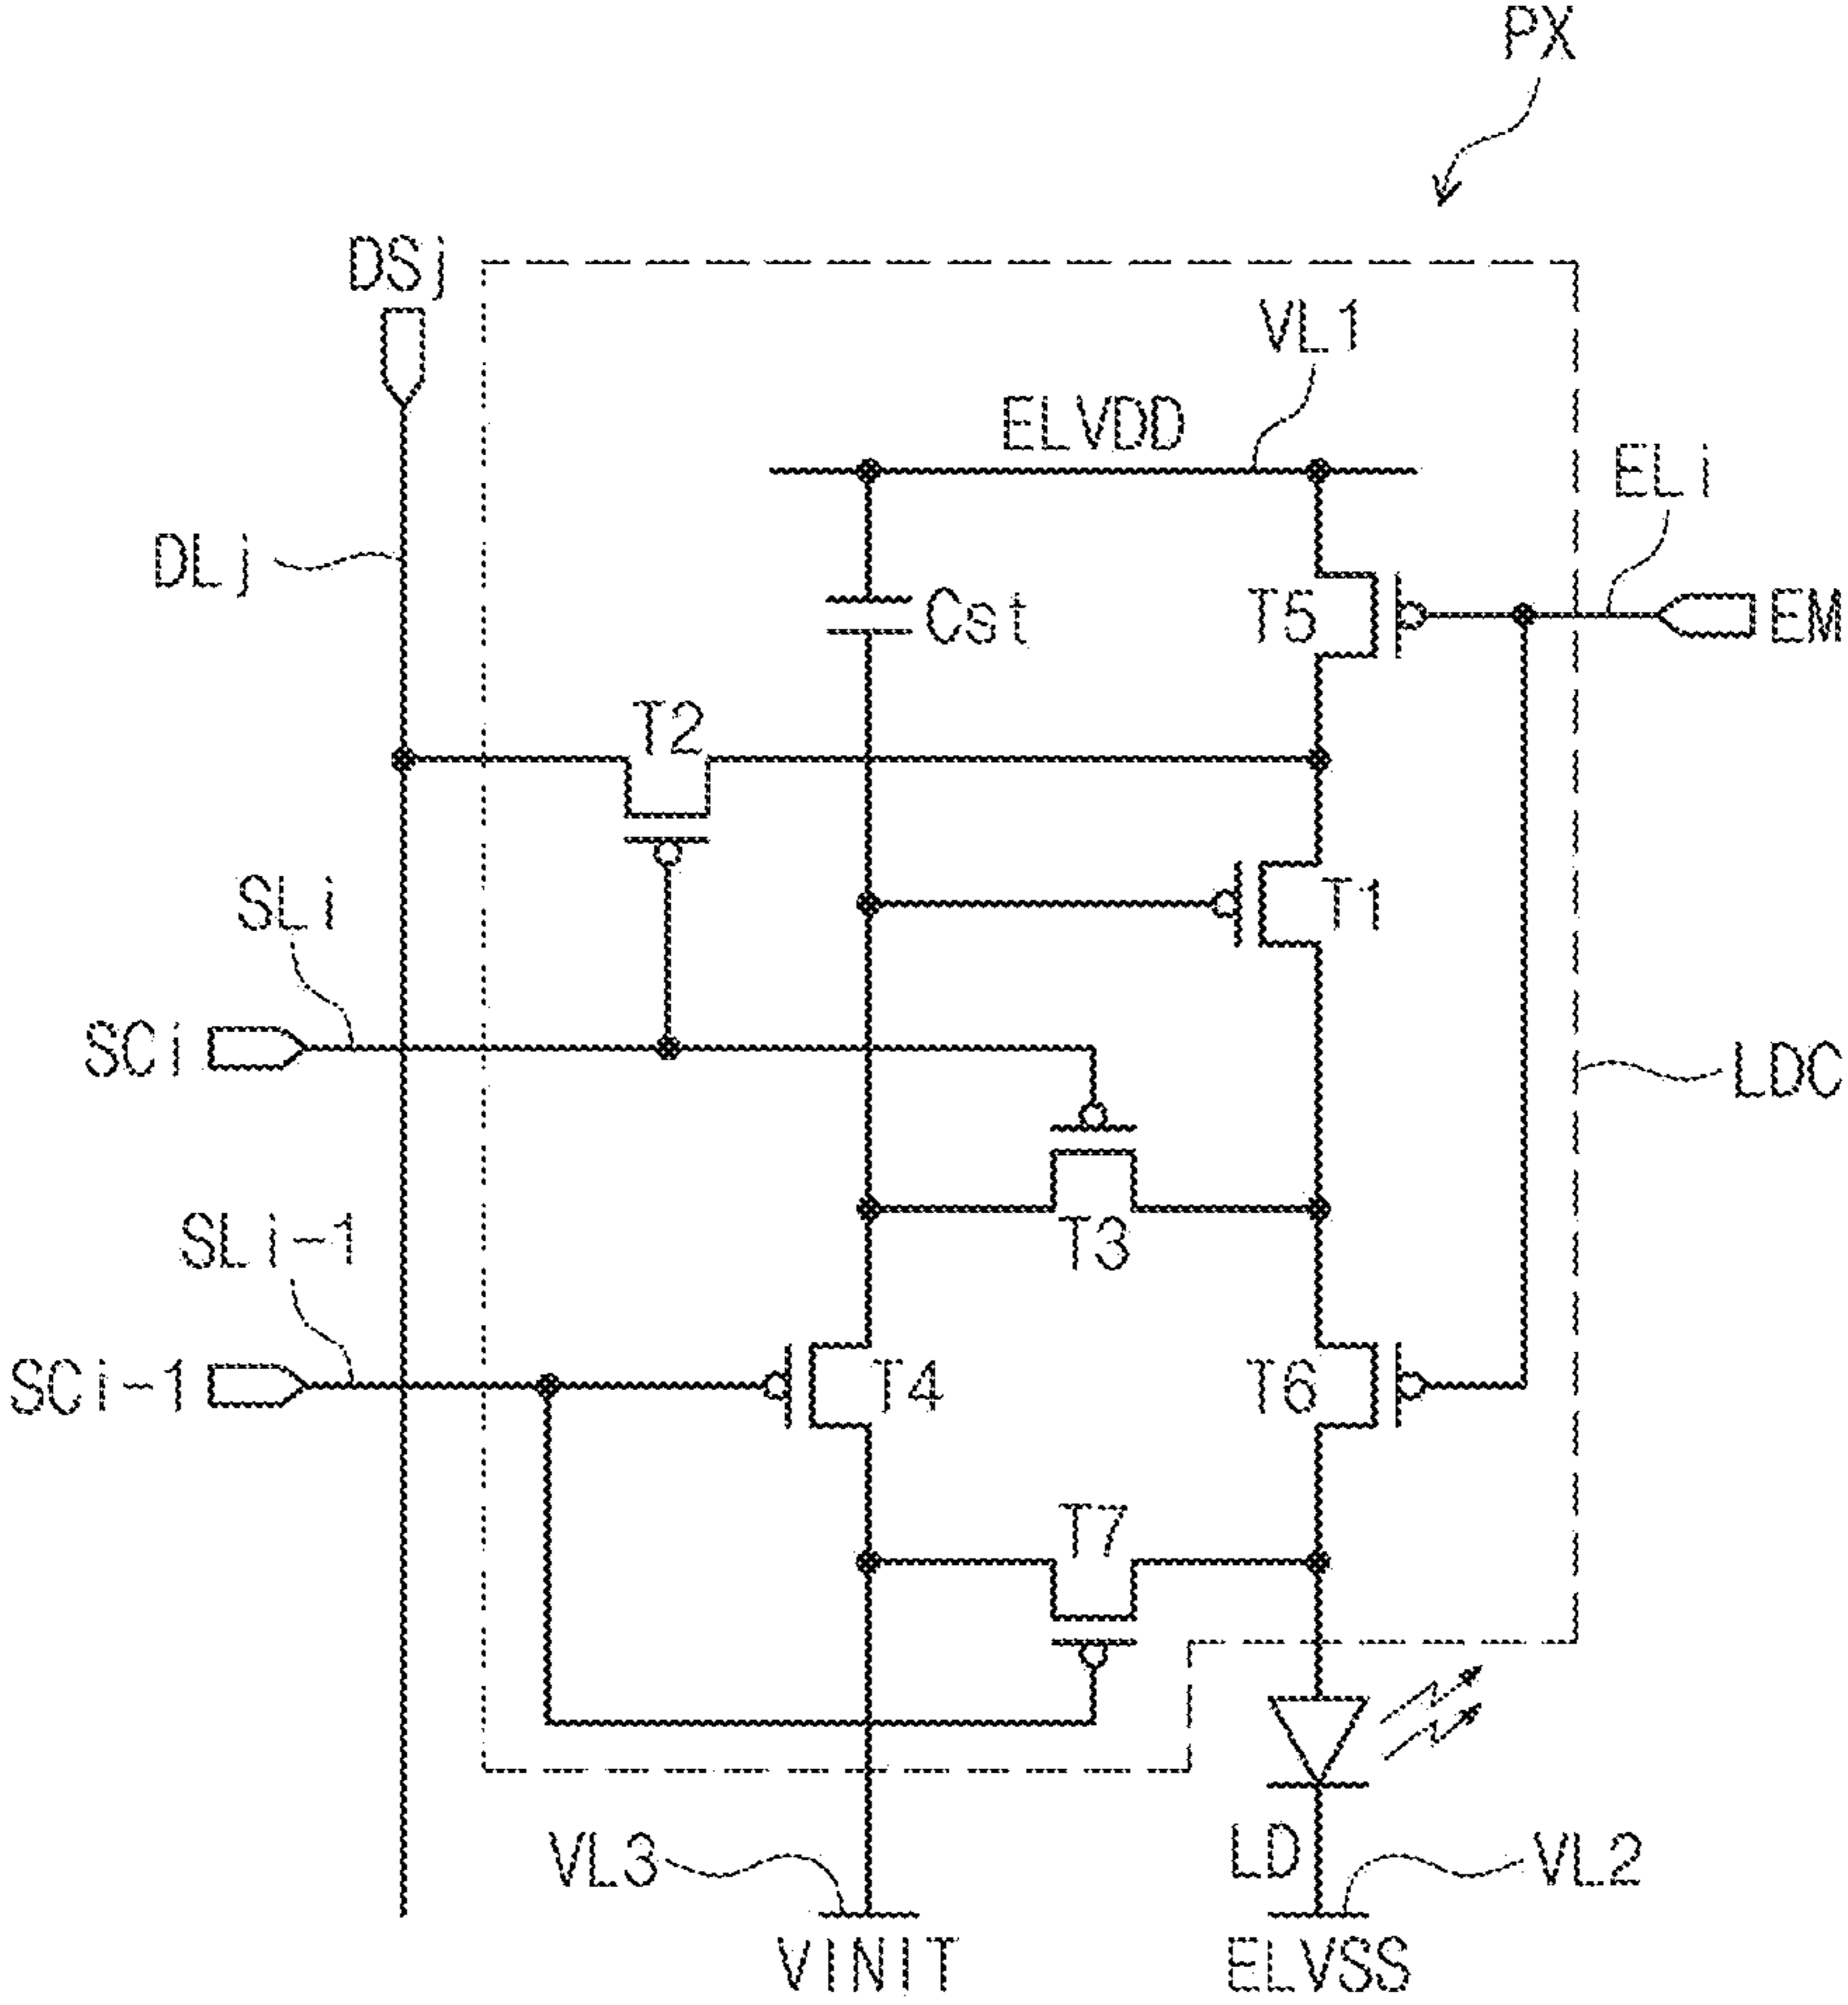 PX
DSj
VL1
ELVDD
ELi
DLj
Cst
T5
EM
T2
SLi
T1
SCi
LDC
SLi-1
T3
SCi-1
T4
T6
T7
VL3
LD
VL2
VINIT
ELVSS